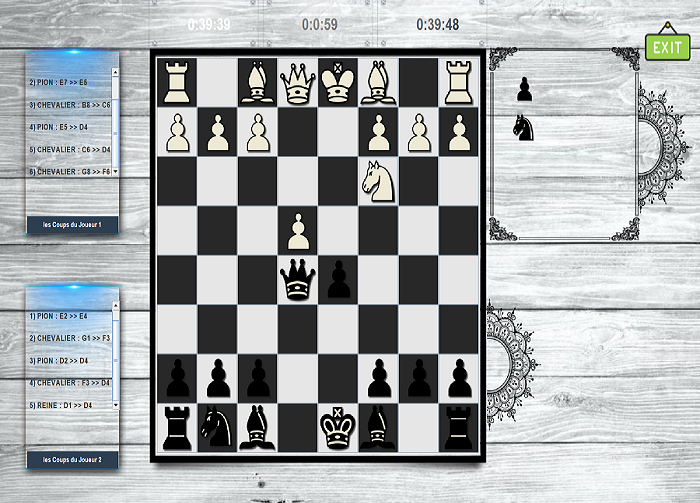 0:39:39
0:0:59
0:39:48
EXIT
2) PION : E7 >> E5
3) CHEVALIER : B8 >> C6
4) PION : E5 >> D4
5) CHEVALIER : C6 >> D4
6) CHEVALIER : G8 >> F6
les Coups du Joueur 1
1) PION : E2 >> E4
2) CHEVALIER : G1 >> F3
3) PION : D2 >> D4
4) CHEVALIER : F3 >> D4
5) REINE : D1 >> D4
les Coups du Joueur 2